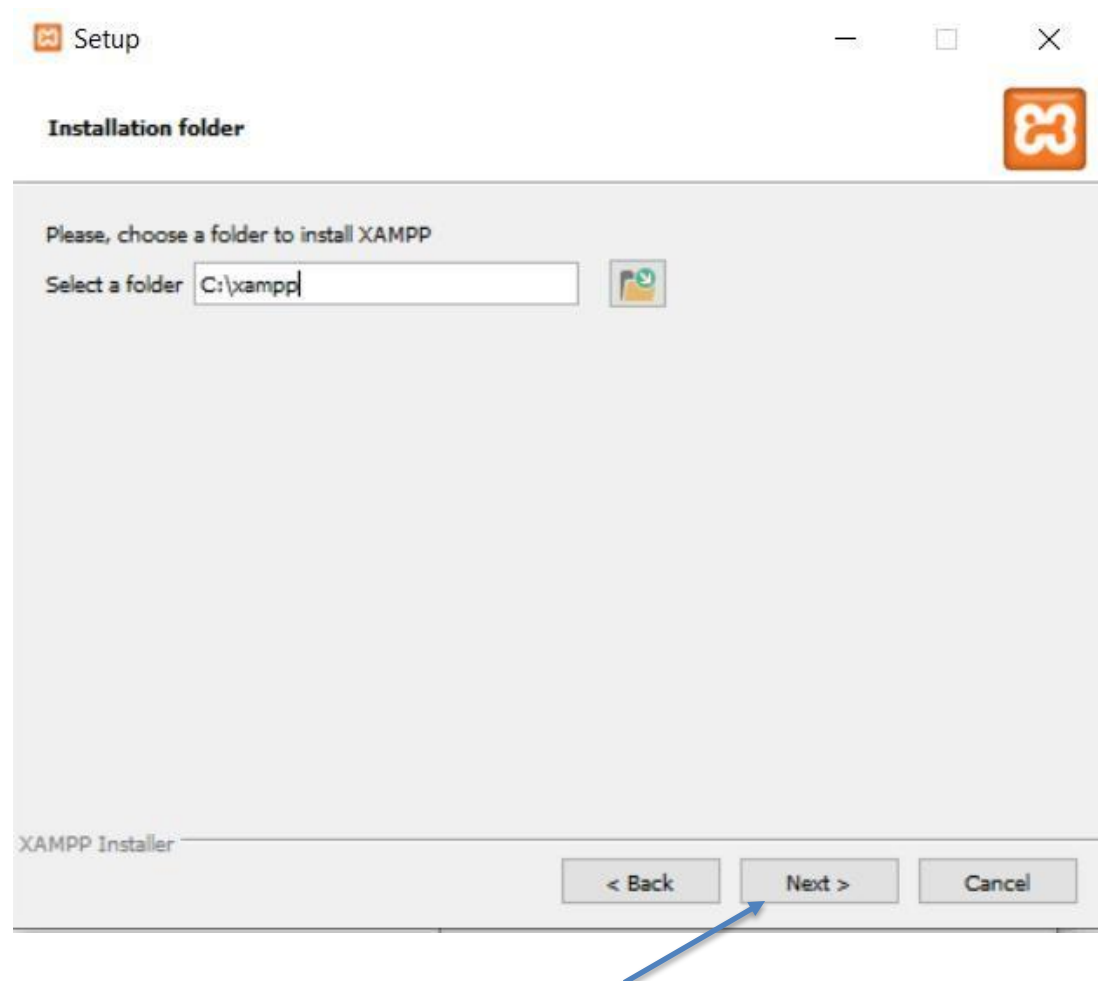 Setup
Installation folder
Please, choose a folder to install XAMPP
Select a folder C:\xampp
XAMPP Installer
< Back Next > Cancel